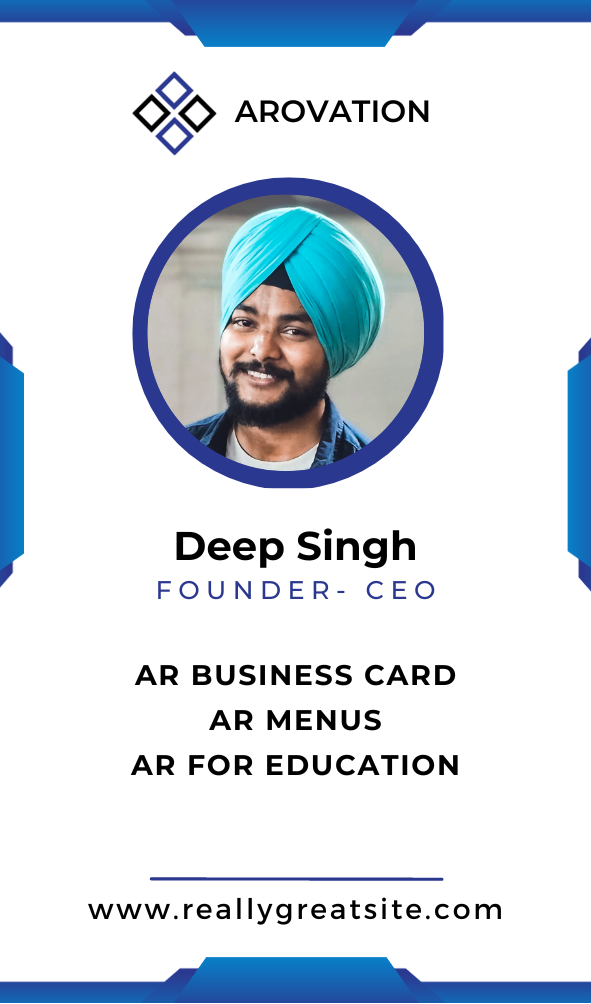 AROVATION
Deep Singh
FOUNDER- CEO
AR BUSINESS CARD
AR MENUS
AR FOR EDUCATION
www.reallygreatsite.com